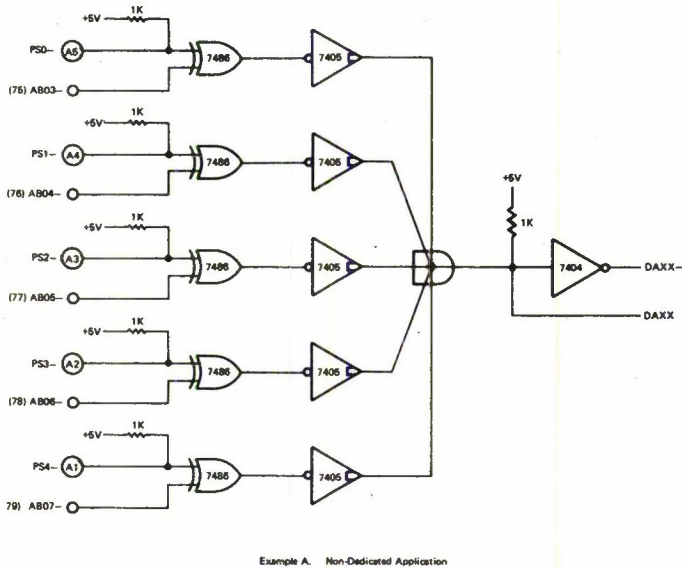 +5V 1K
PS0- A5 7486 7405
(75) AB03-
+5V 1K
PS1- A4 7486 7405
(76) AB04-
+5V 1K
PS2- A3 7486 7405
(77) AB05-
+5V 1K
PS3- A2 7486 7405
(78) AB06-
+5V 1K
PS4- A1 7486 7405
79) AB07-
+5V
1K
7404 DAXX-
DAXX
Example A. Non-Dedicated Application